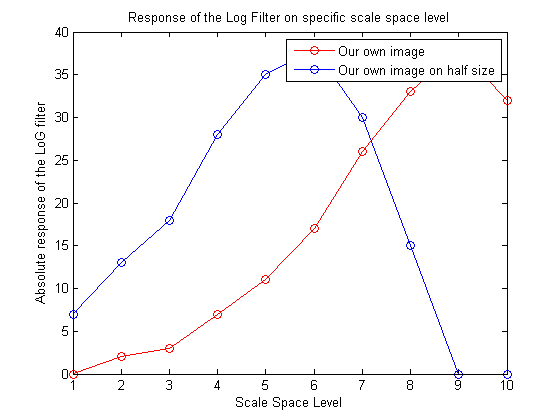 Response of the Log Filter on specific scale space level
Our own image
Our own image on half size
Absolute response of the LoG filter
40
35
30
25
20
15
10
5
0
1 2 3 4 5 6 7 8 9 10
Scale Space Level